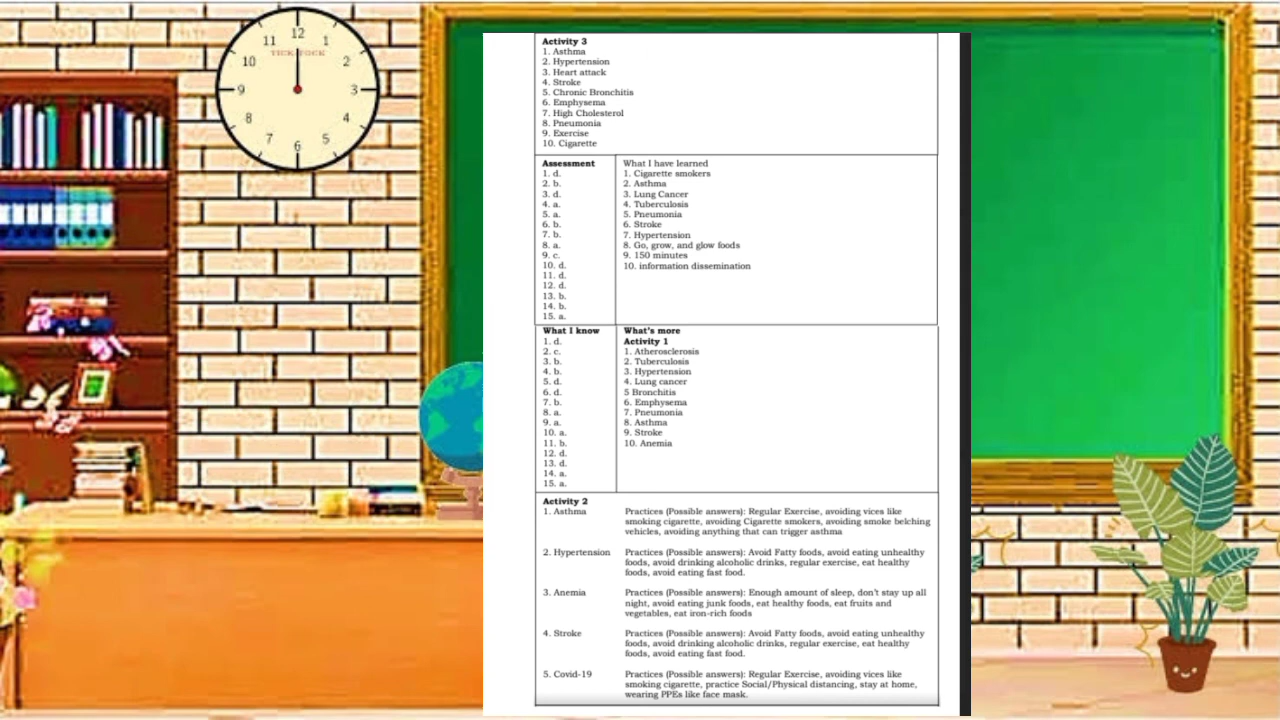 12
11
1
TICK TOCK
10
2
9
3
8
4
7
5
6
Activity 3
1. Asthma
2. Hypertension
3. Heart attack
4. Stroke
5. Chronic Bronchitis
6. Emphysema
7. High Cholesterol
8. Pneumonia
9. Exercise
10. Cigarette
Assessment
1. d.
2. b.
3. d.
4. a.
5. a.
6. b.
7. b.
8. a.
9. c.
10. d.
11. d.
12. d.
13. b.
14. b.
15. a.
What I have learned
1. Cigarette smokers
2. Asthma
3. Lung Cancer
4. Tuberculosis
5. Pneumonia
6. Stroke
7. Hypertension
8. Go, grow, and glow foods
9. 150 minutes
10. information dissemination
What I know
1. d.
2. c.
3. b.
4. b.
5. d.
6. d.
7. b.
8. a.
9. a.
10. a.
11. b.
12. d.
13. d.
14. a.
15. a.
What's more
Activity 1
1. Atherosclerosis
2. Tuberculosis
3. Hypertension
4. Lung cancer
5 Bronchitis
6. Emphysema
7. Pneumonia
8. Asthma
9. Stroke
10. Anemia
Activity 2
1. Asthma Practices (Possible answers): Regular Exercise, avoiding vices like
smoking cigarette, avoiding Cigarette smokers, avoiding smoke belching
vehicles, avoiding anything that can trigger asthma
2. Hypertension Practices (Possible answers): Avoid Fatty foods, avoid eating unhealthy
foods, avoid drinking alcoholic drinks, regular exercise, eat healthy
foods, avoid eating fast food.
3. Anemia Practices (Possible answers): Enough amount of sleep, don't stay up all
night, avoid eating junk foods, eat healthy foods, eat fruits and
vegetables, eat iron-rich foods
4. Stroke Practices (Possible answers): Avoid Fatty foods, avoid eating unhealthy
foods, avoid drinking alcoholic drinks, regular exercise, eat healthy
foods, avoid eating fast food.
5. Covid-19 Practices (Possible answers): Regular Exercise, avoiding vices like
smoking cigarette, practice Social/Physical distancing, stay at home,
wearing PPEs like face mask.